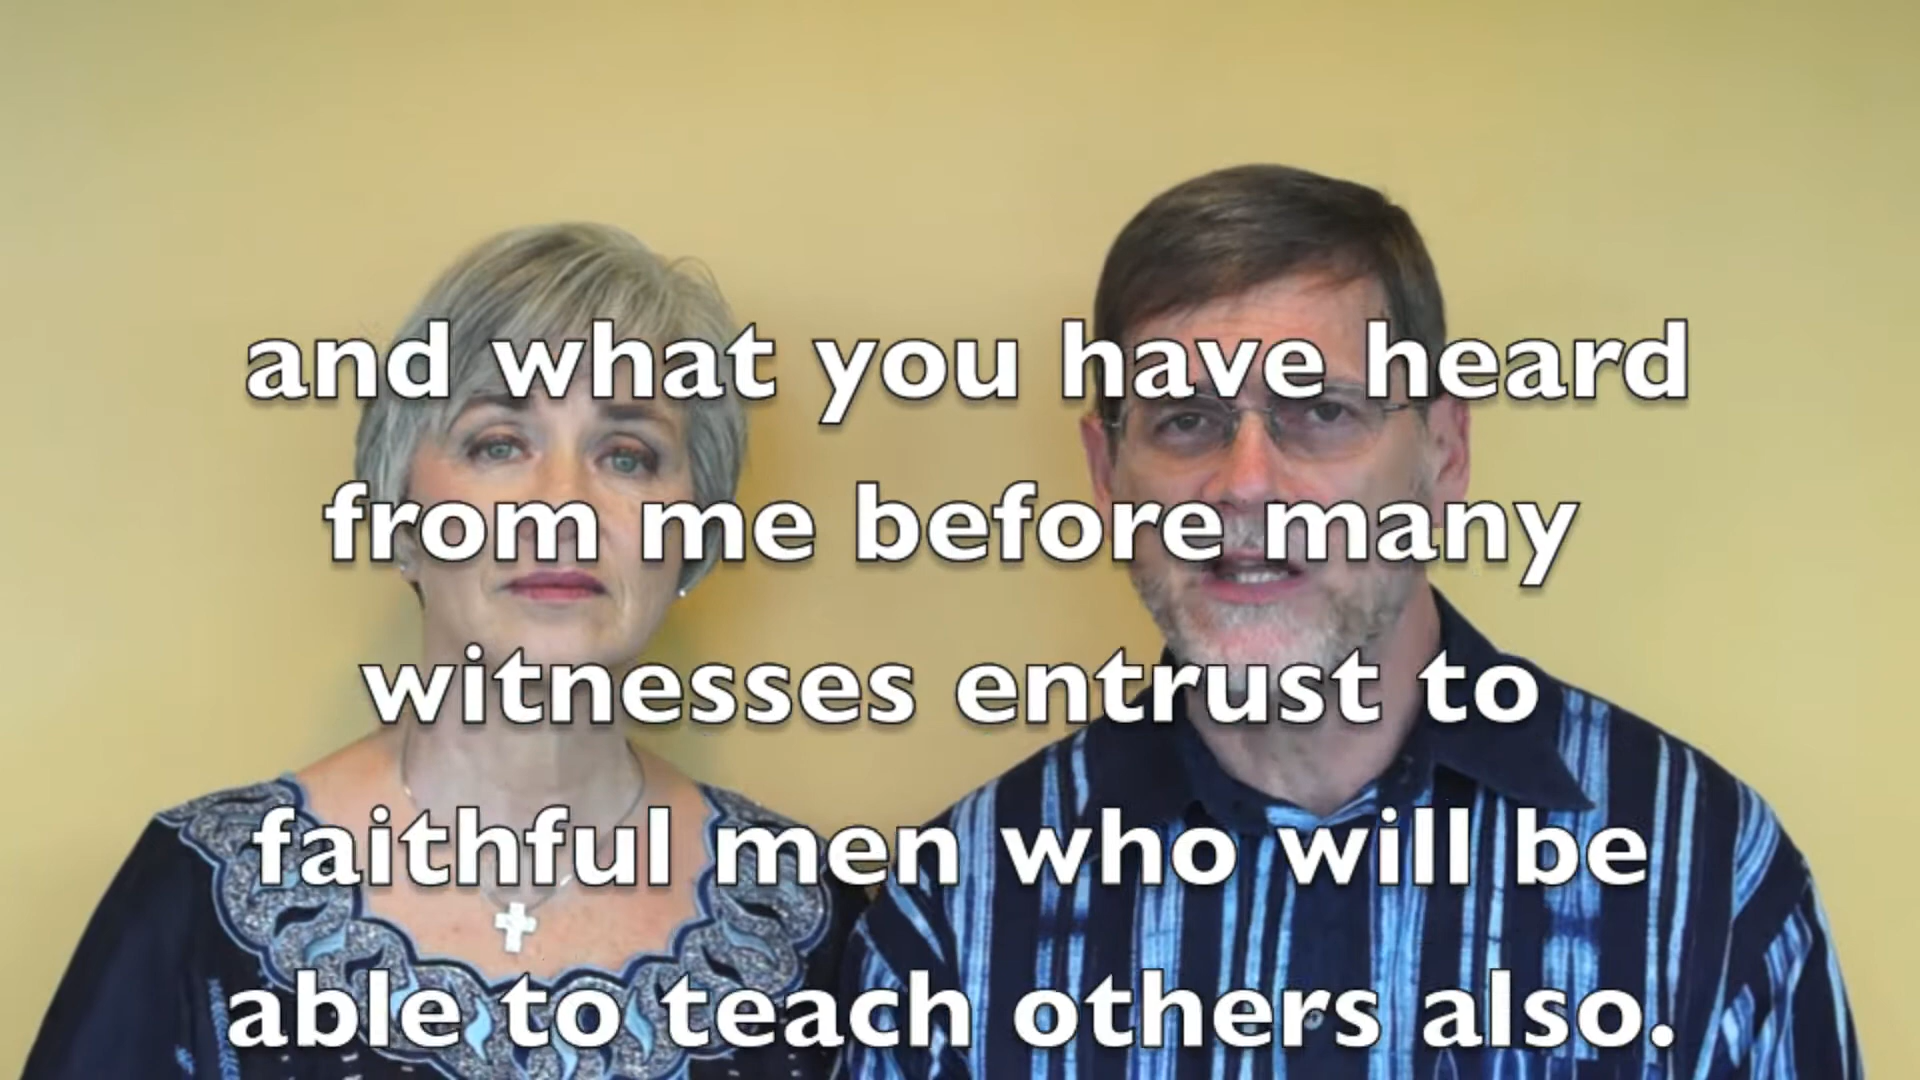 and what you have heard
from me before many
witnesses entrust to
faithful men who will be
able to teach others also.